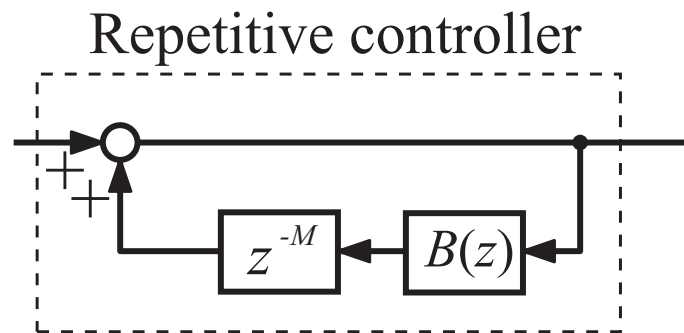 Repetitive controller
+
+
z^{-M}
B(z)